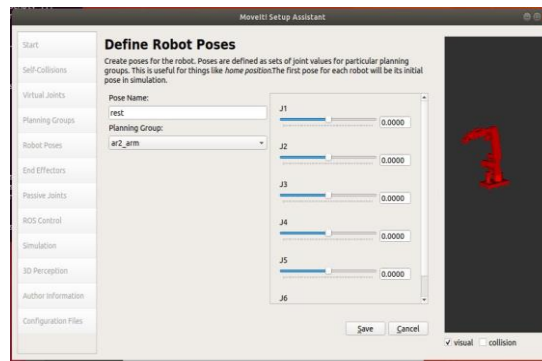 MoveIt! Setup Assistant
Start
Self-Collisions
Virtual Joints
Planning Groups
Robot Poses
End Effectors
Passive Joints
ROS Control
Simulation
3D Perception
Author Information
Configuration Files
Define Robot Poses
Create poses for the robot. Poses are defined as sets of joint values for particular planning
groups. This is useful for things like home position.The first pose for each robot will be its initial
pose in simulation.
Pose Name:
rest
Planning Group:
ar2_arm
J1
0.0000
J2
0.0000
J3
0.0000
J4
0.0000
J5
0.0000
J6
Save Cancel
visual collision